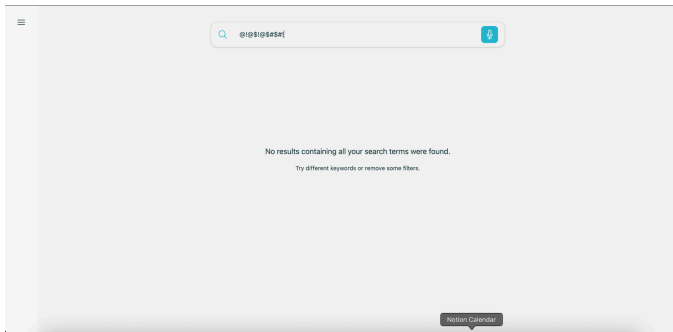 @!@$!@$#$#!
No results containing all your search terms were found.
Try different keywords or remove some filters.
Notion Calendar